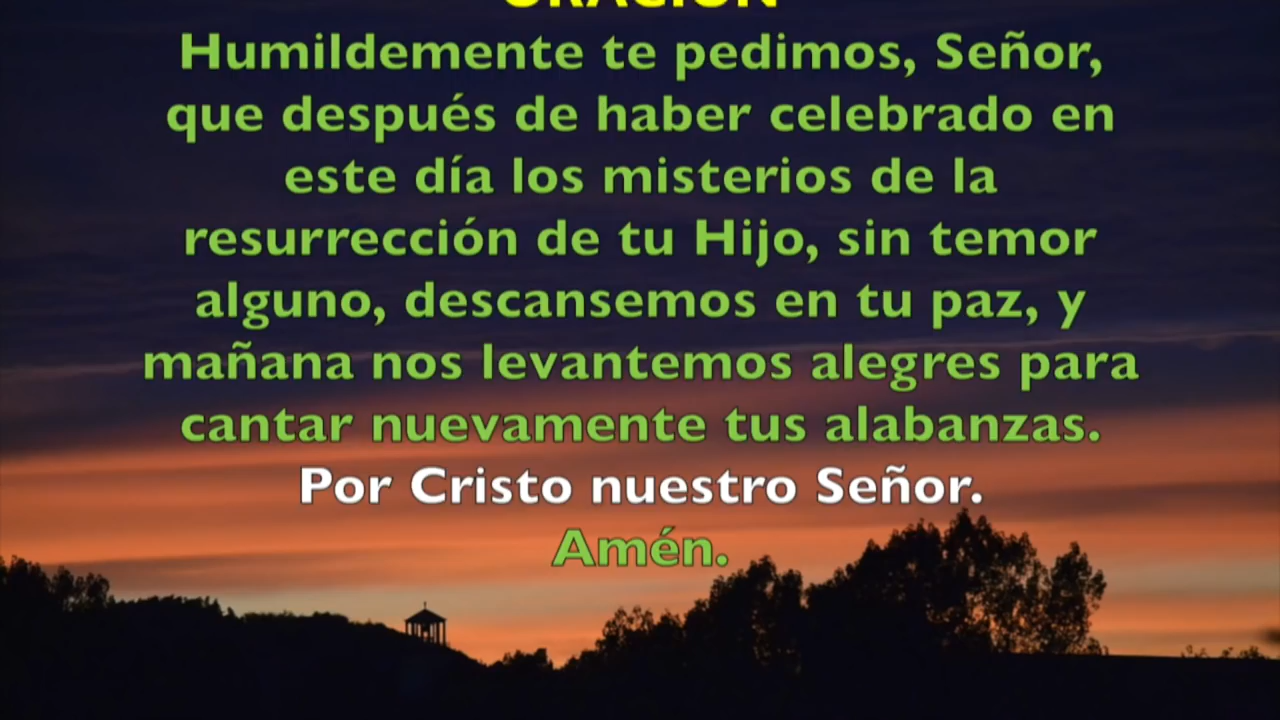 ORACIÓN
Humildemente te pedimos, Señor,
que después de haber celebrado en
este día los misterios de la
resurrección de tu Hijo, sin temor
alguno, descansemos en tu paz, y
mañana nos levantemos alegres para
cantar nuevamente tus alabanzas.
Por Cristo nuestro Señor.
Amén.